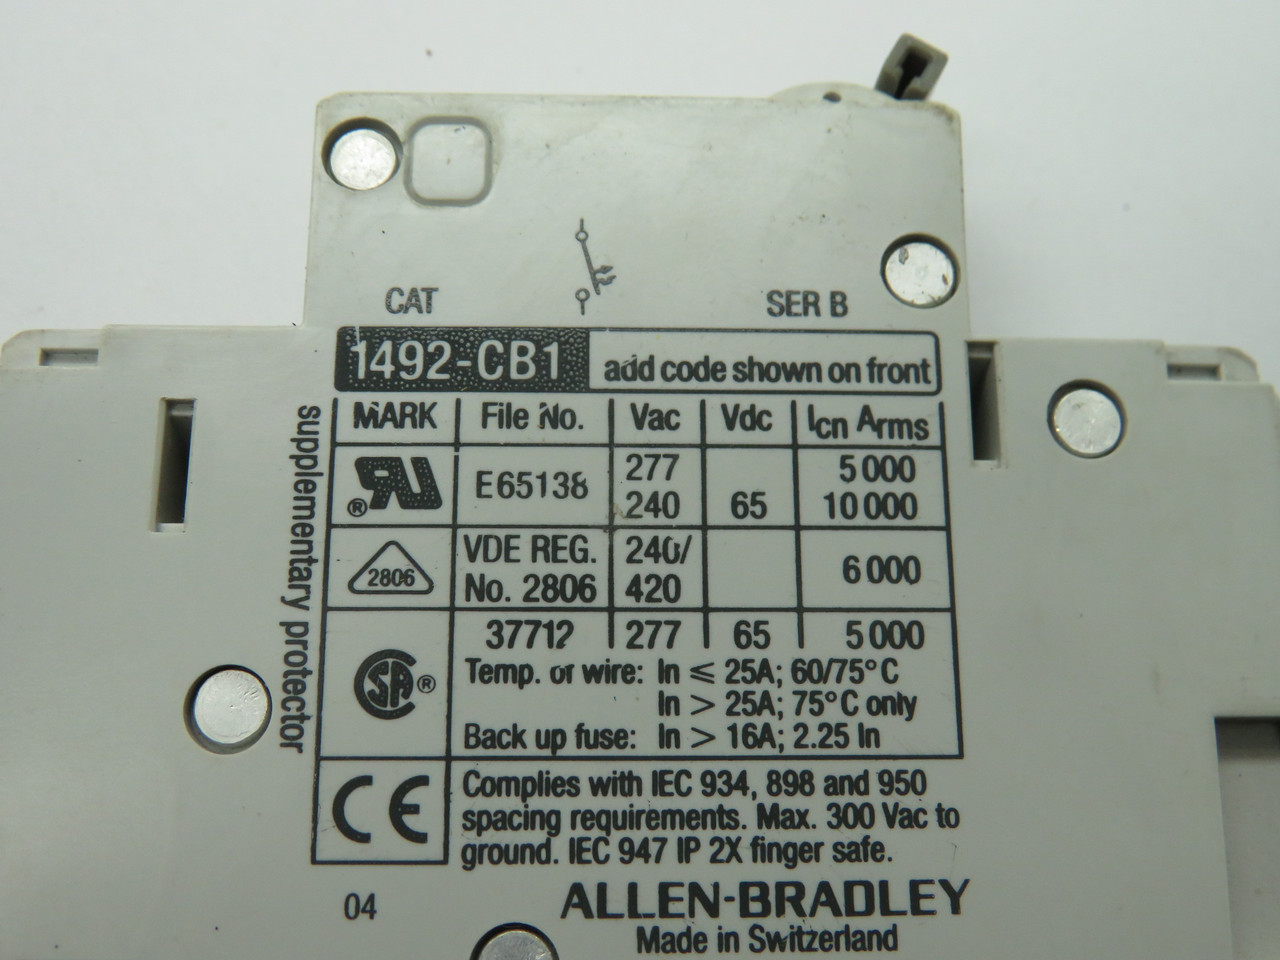 CAT SER B
1492-CB1 add code shown on front
MARK File No. Vac Vdc Icn Arms
277 5 000
®RU E65138
240 65 10 000
VDE REG. 240/
2806 6 000
No. 2806 420
37712 277 65 5 000
SA® Temp. or wire: In ≤ 25A; 60/75°C
In > 25A; 75°C only
Back up fuse: In > 16A; 2.25 In
CE Complies with IEC 934, 898 and 950
spacing requirements. Max. 300 Vac to
ground. IEC 947 IP 2X finger safe.
supplementary protector
04 ALLEN-BRADLEY
Made in Switzerland